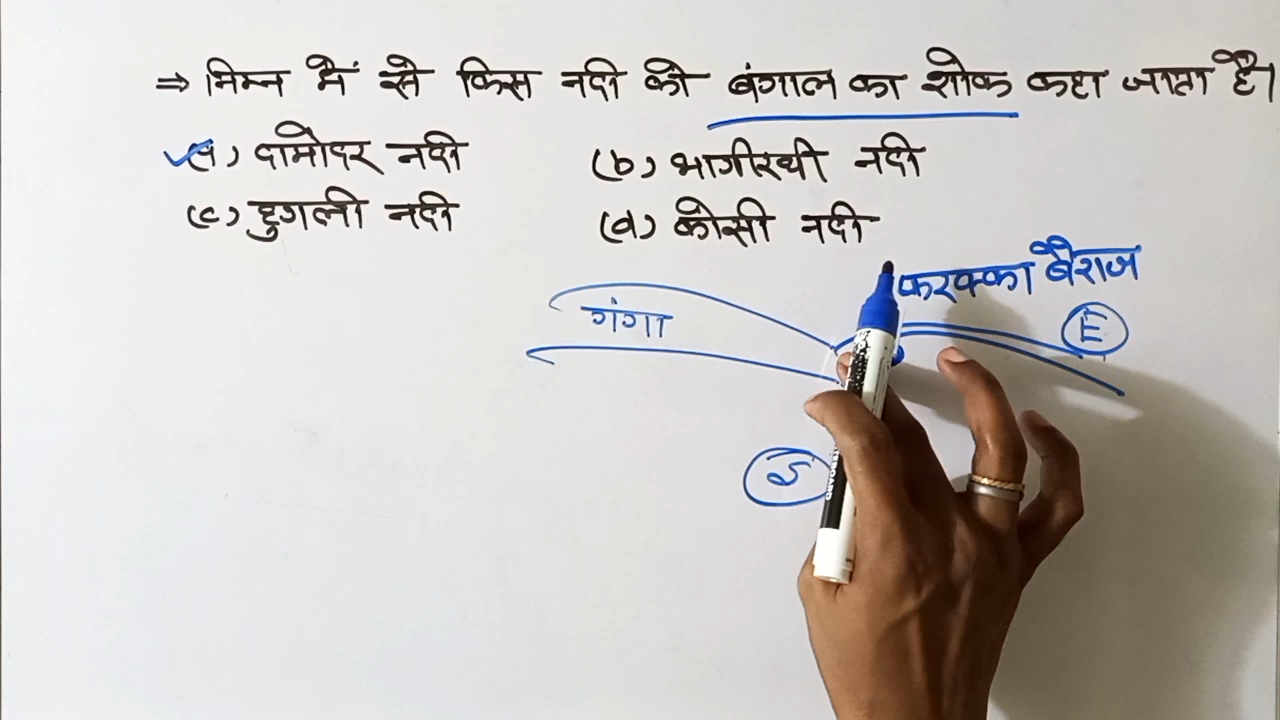 ⇒ निम्न में से किस नदी को बंगाल का शोक कहा जाता है।
(a) दामोदर नदी (b) भागीरथी नदी
(c) हुगली नदी (d) कोसी नदी
फरक्का बैराज
गंगा
E
S